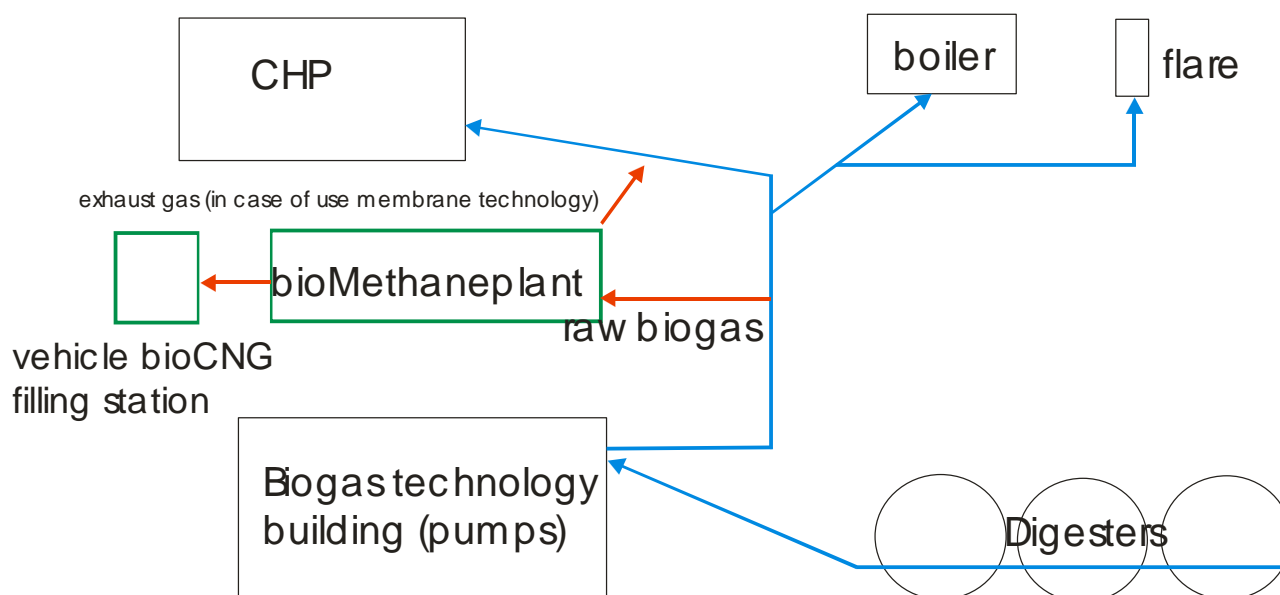 CHP
boiler
flare
exhaust gas (in case of use membrane technology)
bioMethaneplant
raw biogas
vehicle bioCNG
filling station
Biogas technology
building (pumps)
Digesters